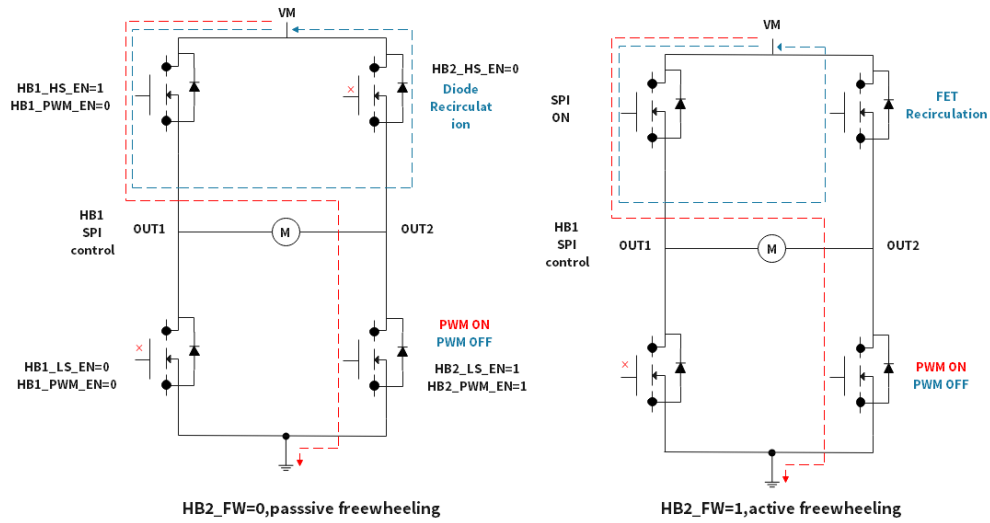 VM
HB1_HS_EN=1
HB1_PWM_EN=0
HB2_HS_EN=0
Diode
Recirculat
ion
×
HB1
SPI
control
OUT1
M
OUT2
×
HB1_LS_EN=0
HB1_PWM_EN=0
PWM ON
PWM OFF
HB2_LS_EN=1
HB2_PWM_EN=1
HB2_FW=0,passsive freewheeling
VM
SPI
ON
FET
Recirculation
HB1
SPI
control
OUT1
M
OUT2
×
PWM ON
PWM OFF
HB2_FW=1,active freewheeling